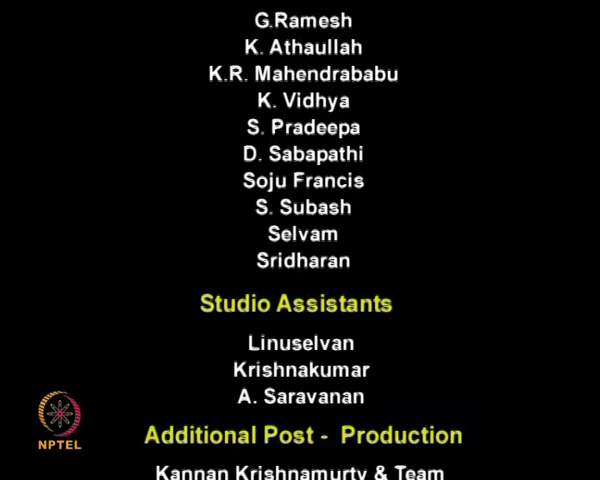 G.Ramesh
K. Athaullah
K.R. Mahendrababu
K. Vidhya
S. Pradeepa
D. Sabapathi
Soju Francis
S. Subash
Selvam
Sridharan
Studio Assistants
Linuselvan
Krishnakumar
A. Saravanan
NPTEL
Additional Post - Production
Kannan Krishnamurty & Team